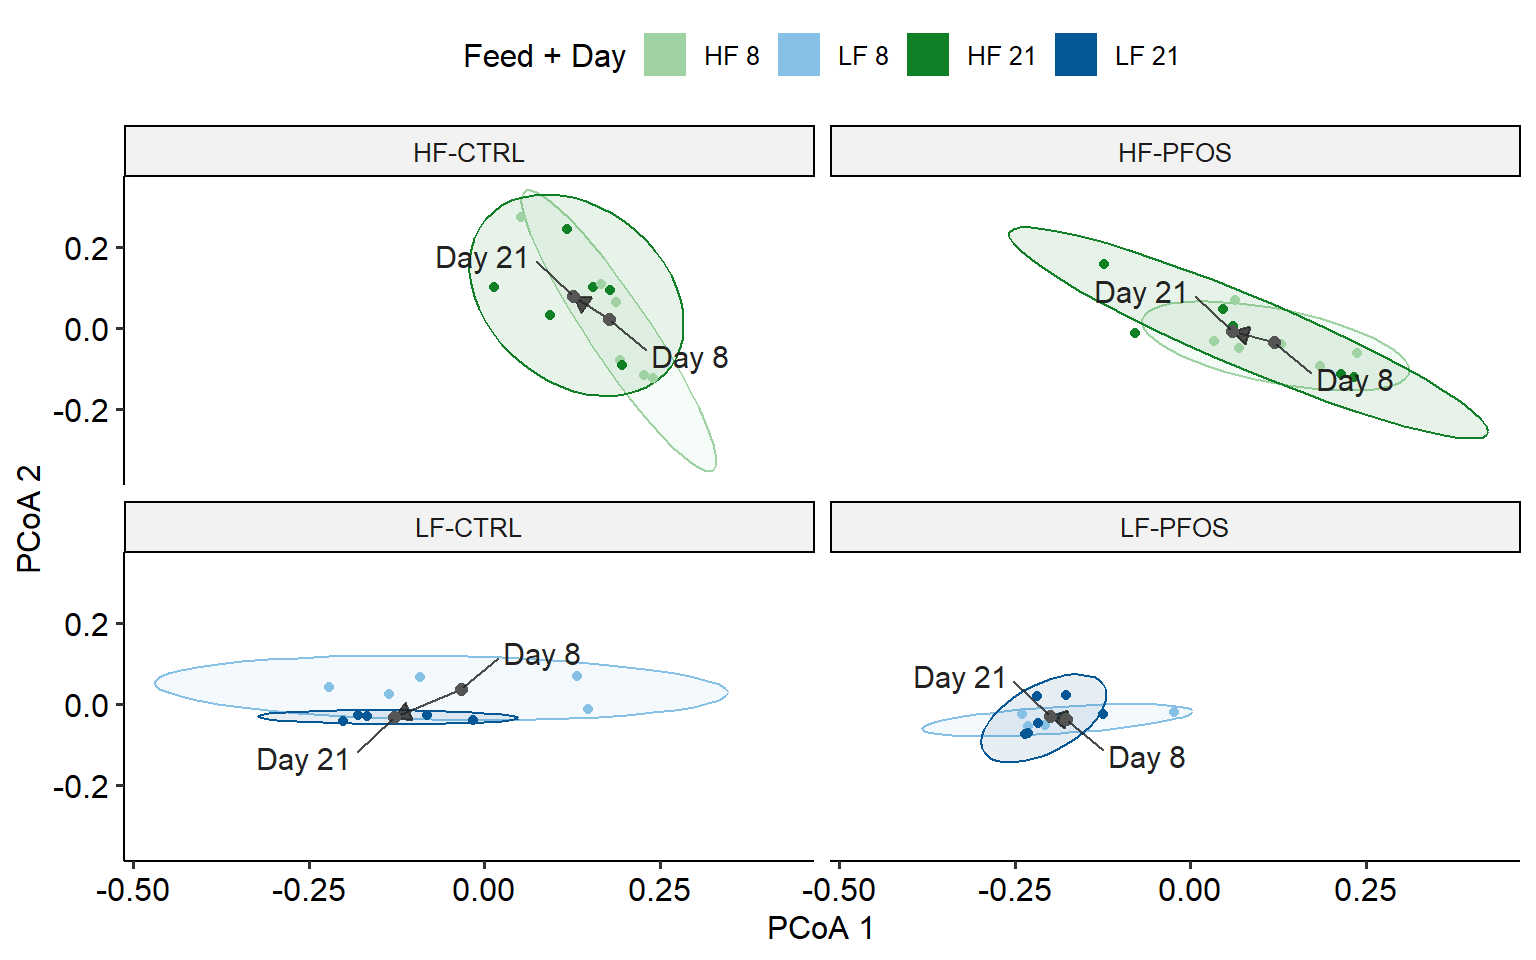 Feed + Day HF 8 LF 8 HF 21 LF 21
HF-CTRL HF-PFOS
0.2
0.0
-0.2
Day 21
Day 8
Day 21
Day 8
PCoA 2
LF-CTRL LF-PFOS
0.2
0.0
-0.2
Day 8
Day 21
Day 21
Day 8
-0.50 -0.25 0.00 0.25 -0.50 -0.25 0.00 0.25
PCoA 1